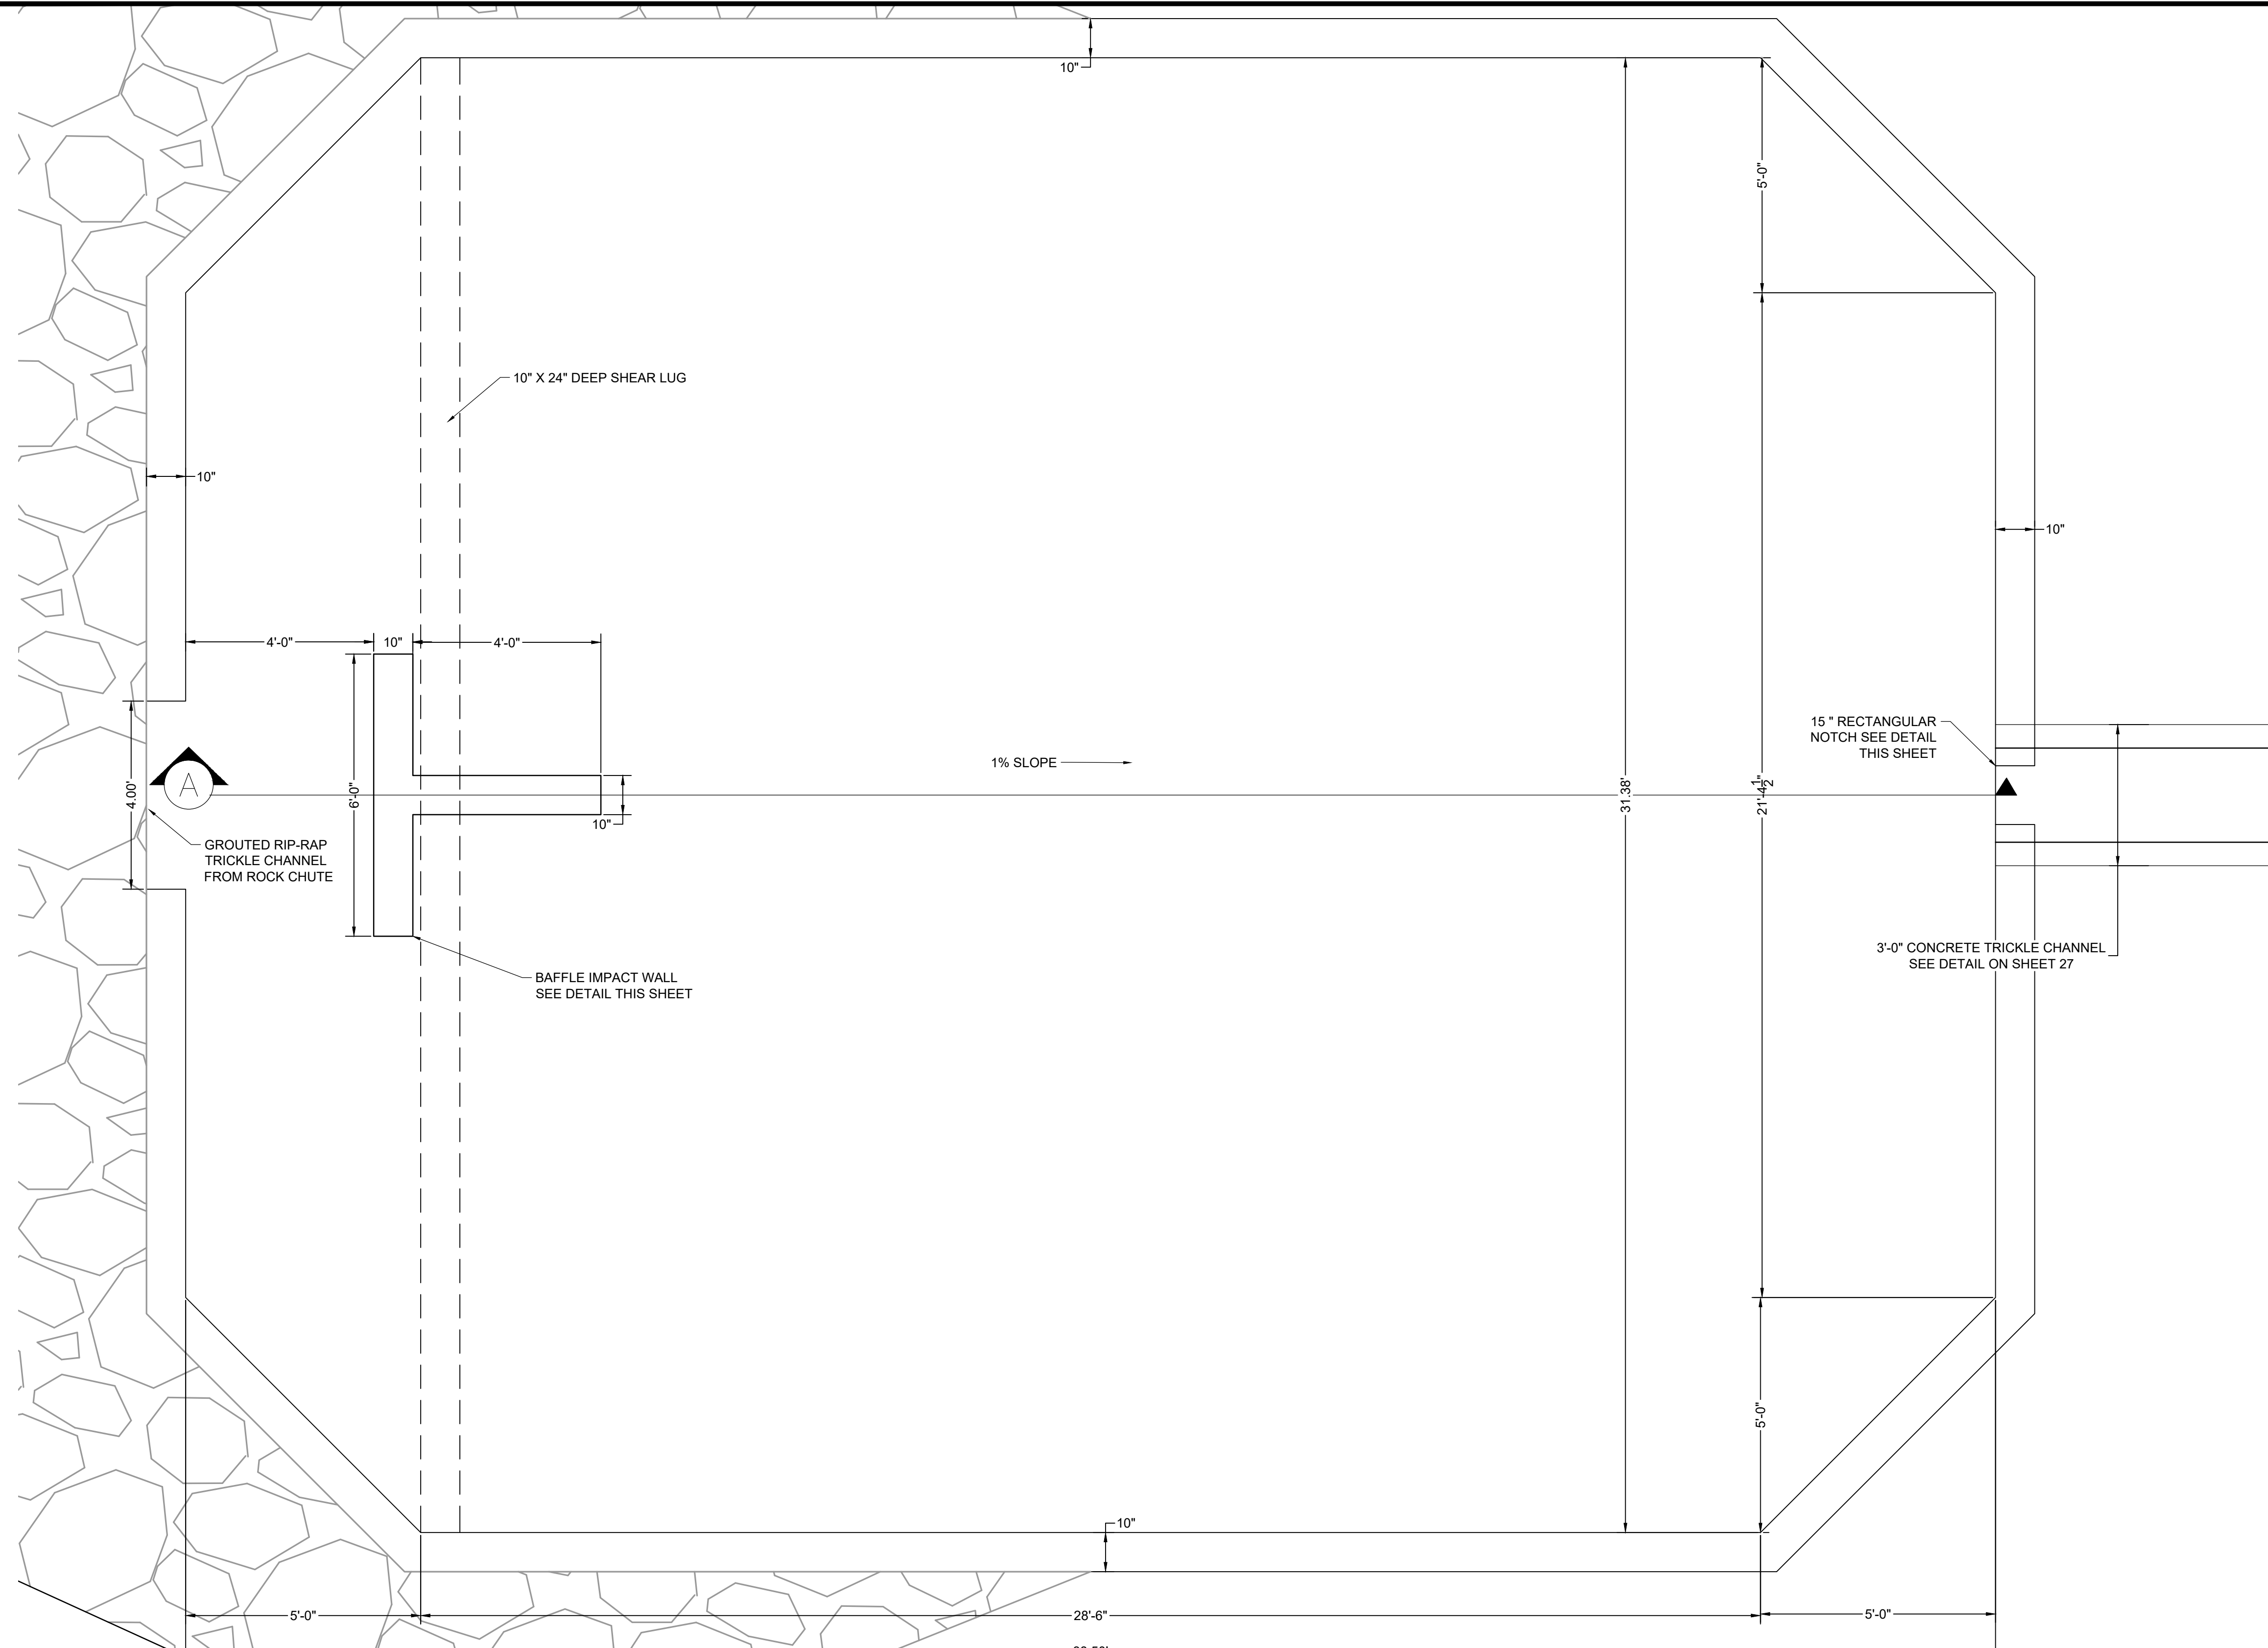 10"
5'-0"
10" X 24" DEEP SHEAR LUG
10"
10"
4'-0"
10"
4'-0"
15 " RECTANGULAR
NOTCH SEE DETAIL
THIS SHEET
1% SLOPE
4.00'
A
6'-0"
10"
31.38'
21'-4 1/2"
GROUTED RIP-RAP
TRICKLE CHANNEL
FROM ROCK CHUTE
3'-0" CONCRETE TRICKLE CHANNEL
SEE DETAIL ON SHEET 27
BAFFLE IMPACT WALL
SEE DETAIL THIS SHEET
5'-0"
10"
5'-0"
28'-6"
5'-0"